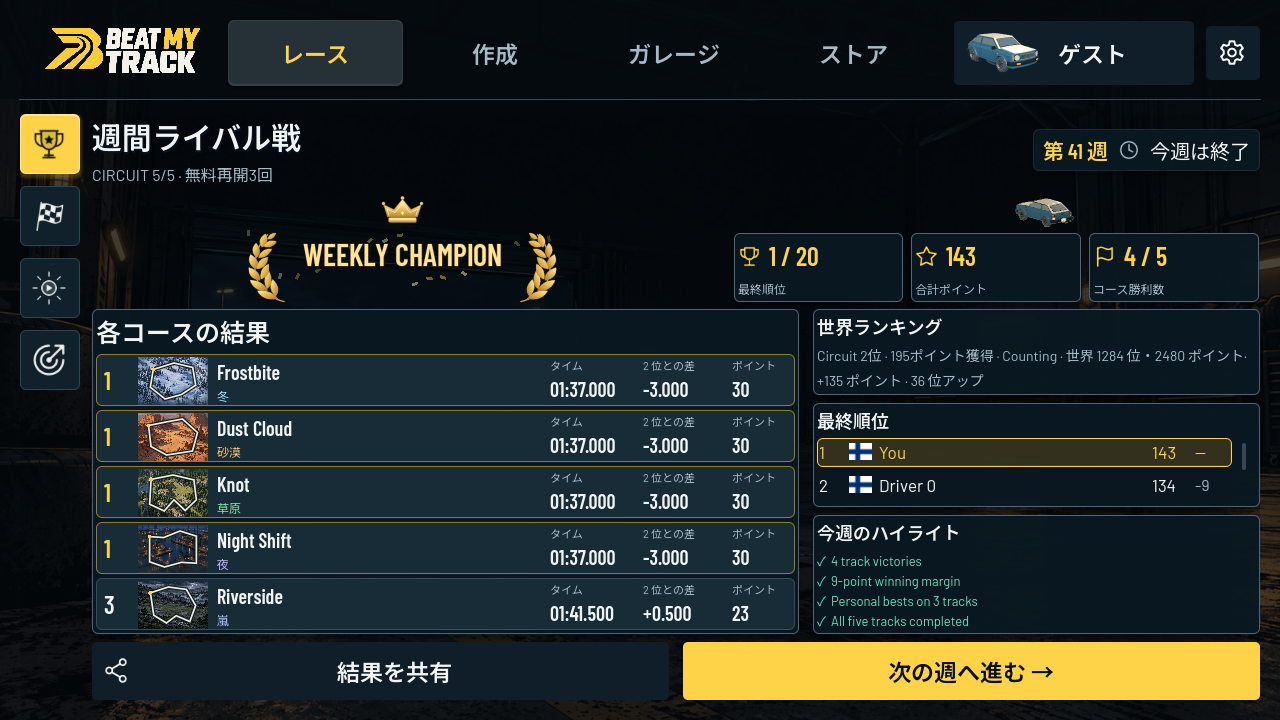 BEAT MY TRACK
レース
作成
ガレージ
ストア
ゲスト
週間ライバル戦
CIRCUIT 5/5 · 無料再開3回
第 41 週 今週は終了
WEEKLY CHAMPION
1 / 20
最終順位
143
合計ポイント
4 / 5
コース勝利数
各コースの結果
1 Frostbite 冬 タイム 01:37.000 2 位との差 -3.000 ポイント 30
1 Dust Cloud 砂漠 タイム 01:37.000 2 位との差 -3.000 ポイント 30
1 Knot 草原 タイム 01:37.000 2 位との差 -3.000 ポイント 30
1 Night Shift 夜 タイム 01:37.000 2 位との差 -3.000 ポイント 30
3 Riverside 嵐 タイム 01:41.500 2 位との差 +0.500 ポイント 23
世界ランキング
Circuit 2位 · 195ポイント獲得 · Counting · 世界 1284 位・2480 ポイント·
+135 ポイント · 36 位アップ
最終順位
1 You 143 –
2 Driver 0 134 -9
今週のハイライト
✓ 4 track victories
✓ 9-point winning margin
✓ Personal bests on 3 tracks
✓ All five tracks completed
結果を共有
次の週へ進む →